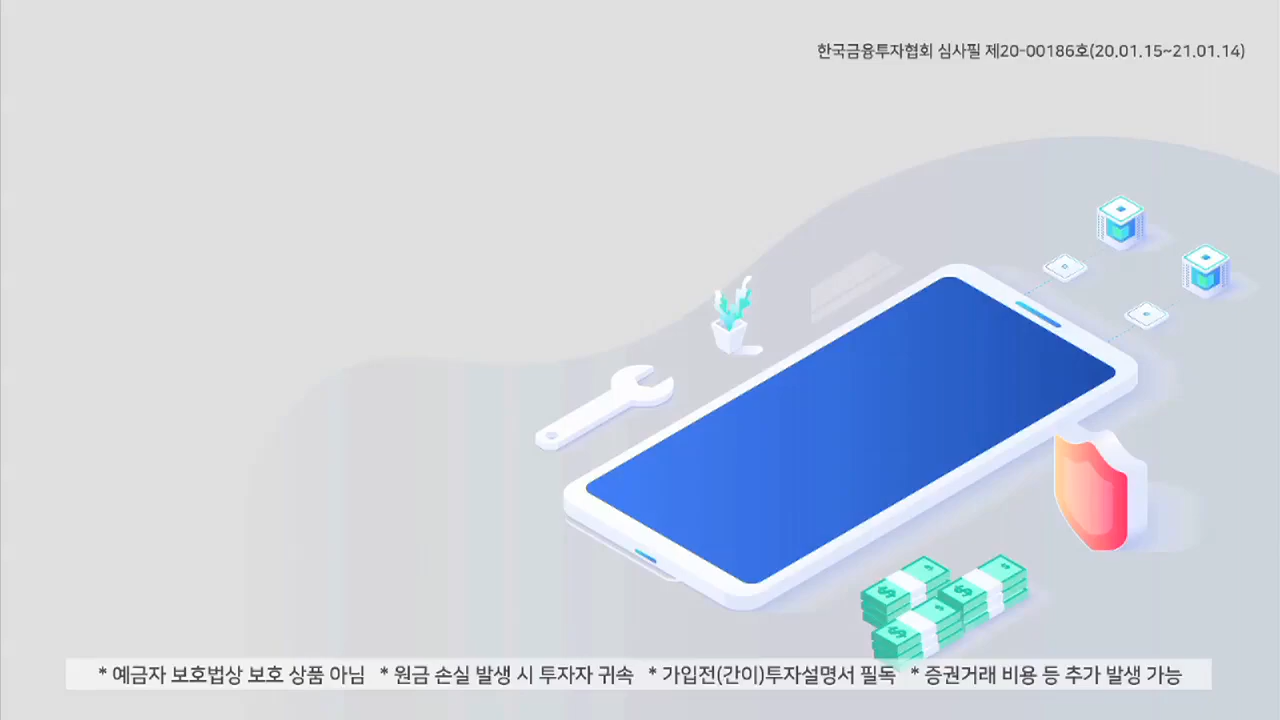 한국금융투자협회 심사필 제20-00186호(20.01.15~21.01.14)
* 예금자 보호법상 보호 상품 아님 * 원금 손실 발생 시 투자자 귀속 * 가입전(간이)투자설명서 필독 * 증권거래 비용 등 추가 발생 가능